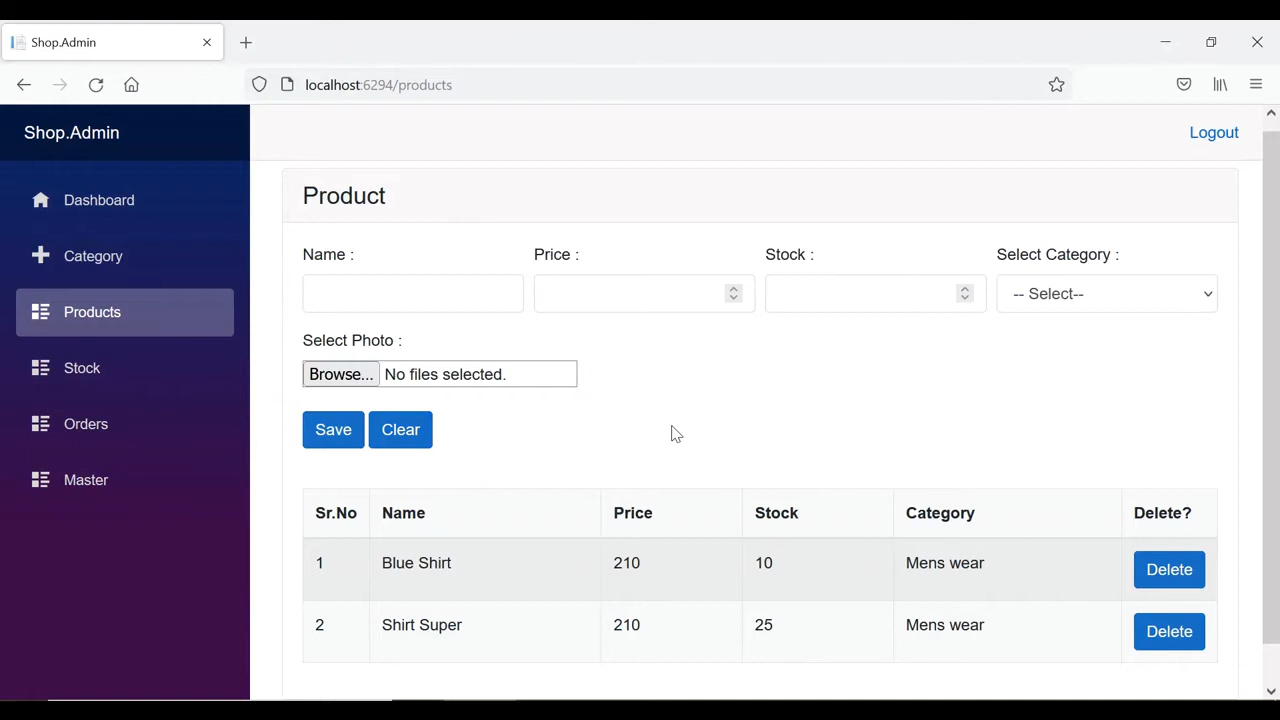 Shop.Admin
localhost:6294/products
Shop.Admin
Logout
Dashboard
Category
Products
Stock
Orders
Master
Product
Name :
Price :
Stock :
Select Category :
-- Select--
Select Photo :
Browse... No files selected.
Save Clear
Sr.No Name Price Stock Category Delete?
1 Blue Shirt 210 10 Mens wear Delete
2 Shirt Super 210 25 Mens wear Delete